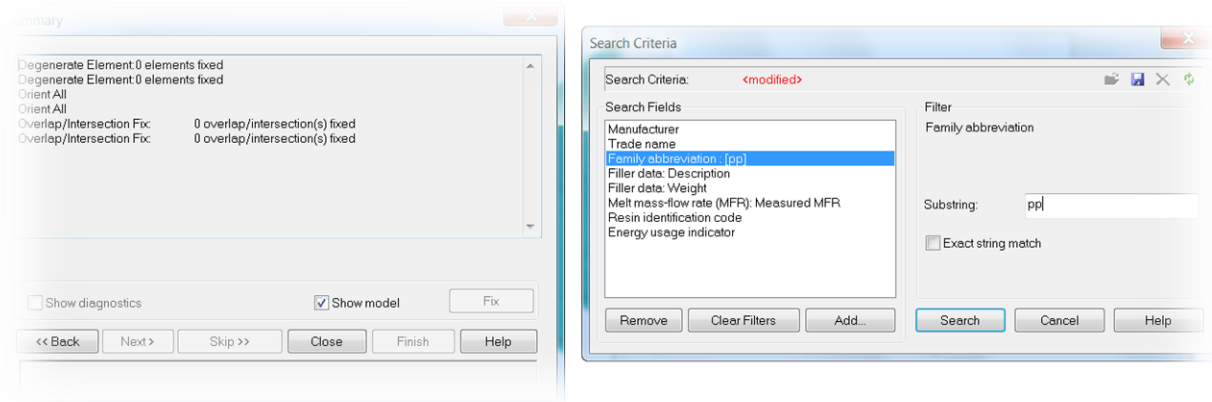 mmary
Degenerate Element:0 elements fixed
Degenerate Element:0 elements fixed
Orient All
Orient All
Overlap/Intersection Fix: 0 overlap/intersection(s) fixed
Overlap/Intersection Fix: 0 overlap/intersection(s) fixed
Show diagnostics
Show model
Fix
<< Back
Next >
Skip >>
Close
Finish
Help
Search Criteria
Search Criteria: <modified>
Search Fields
Manufacturer
Trade name
Family abbreviation : [pp]
Filler data: Description
Filler data: Weight
Melt mass-flow rate (MFR): Measured MFR
Resin identification code
Energy usage indicator
Remove
Clear Filters
Add...
Filter
Family abbreviation
Substring: pp
Exact string match
Search
Cancel
Help